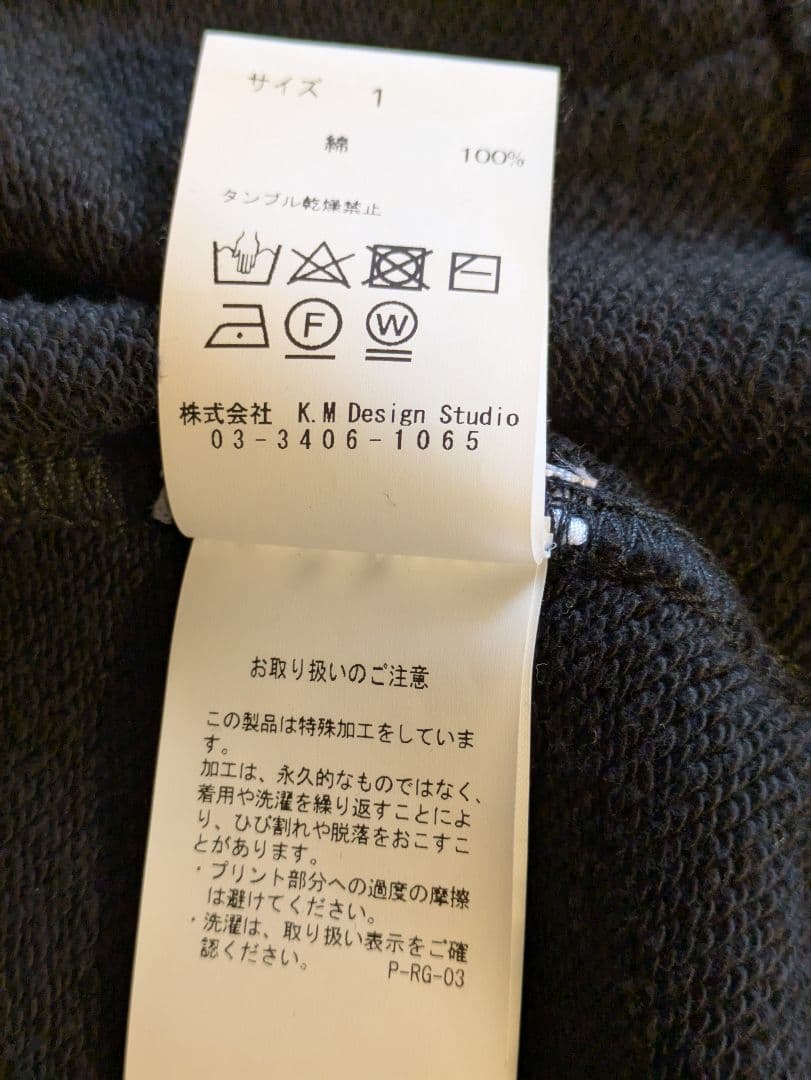 サイズ 1
綿 100%
タンブル乾燥禁止
F W
株式会社 K.M Design Studio
03-3406-1065
お取り扱いのご注意
この製品は特殊加工をしていま
す。
加工は、永久的なものではなく、
着用や洗濯を繰り返すことによ
り、ひび割れや脱落をおこすこ
とがあります。
・プリント部分への過度の摩擦
は避けてください。
・洗濯は、取り扱い表示をご確
認ください。 P-RG-03